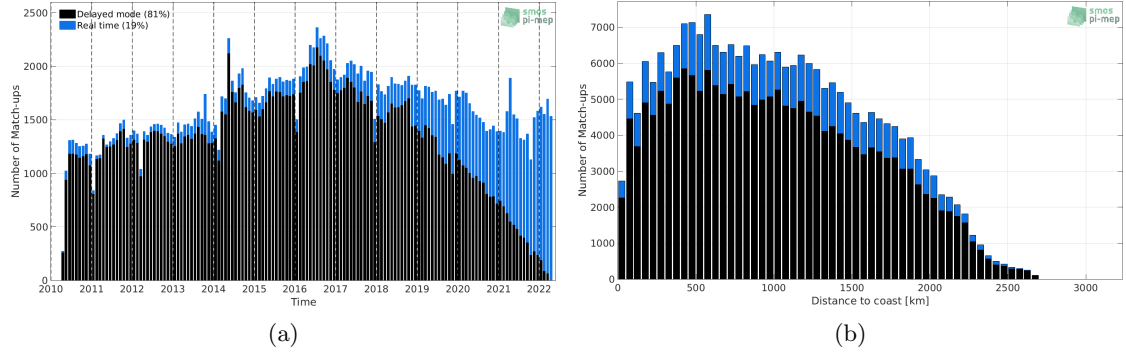 Delayed mode (81%)
Real time (19%)
smos
pi-mep
Number of Match-ups
2500
2000
1500
1000
500
0
2010 2011 2012 2013 2014 2015 2016 2017 2018 2019 2020 2021 2022
Time
(a)
smos
pi-mep
Number of Match-ups
7000
6000
5000
4000
3000
2000
1000
0
0 500 1000 1500 2000 2500 3000
Distance to coast [km]
(b)